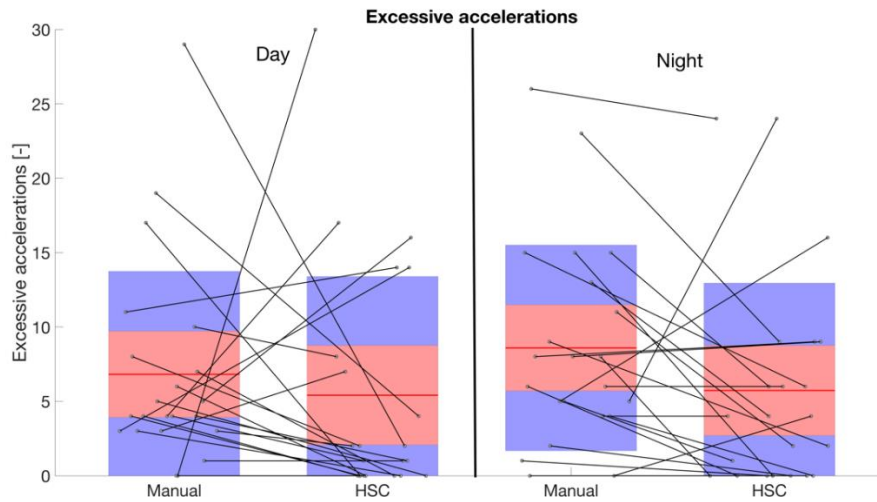 Excessive accelerations
Day
Night
Excessive accelerations [-]
30
25
20
15
10
5
0
Manual
HSC
Manual
HSC